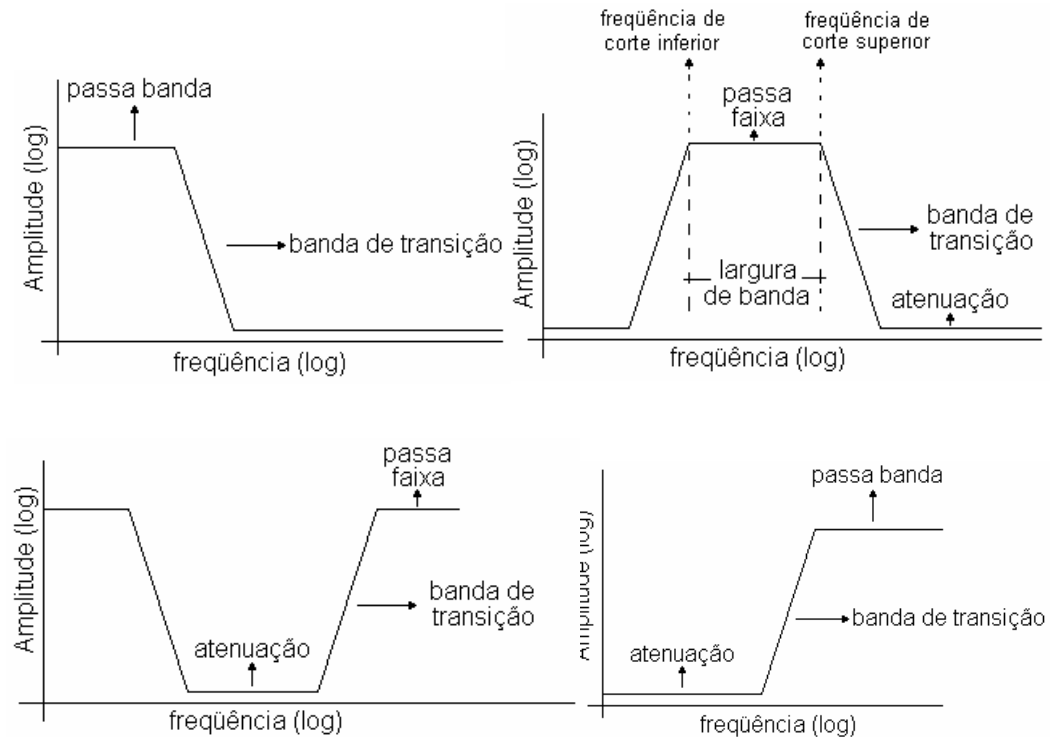 passa banda
Amplitude (log)
banda de transição
freqüência (log)
freqüência de
corte inferior
freqüência de
corte superior
passa
faixa
Amplitude (log)
banda de
transição
largura
de banda
atenuação
freqüência (log)
passa
faixa
Amplitude (log)
banda de
transição
atenuação
freqüência (log)
passa banda
Amplitude (log)
banda de transição
atenuação
freqüência (log)